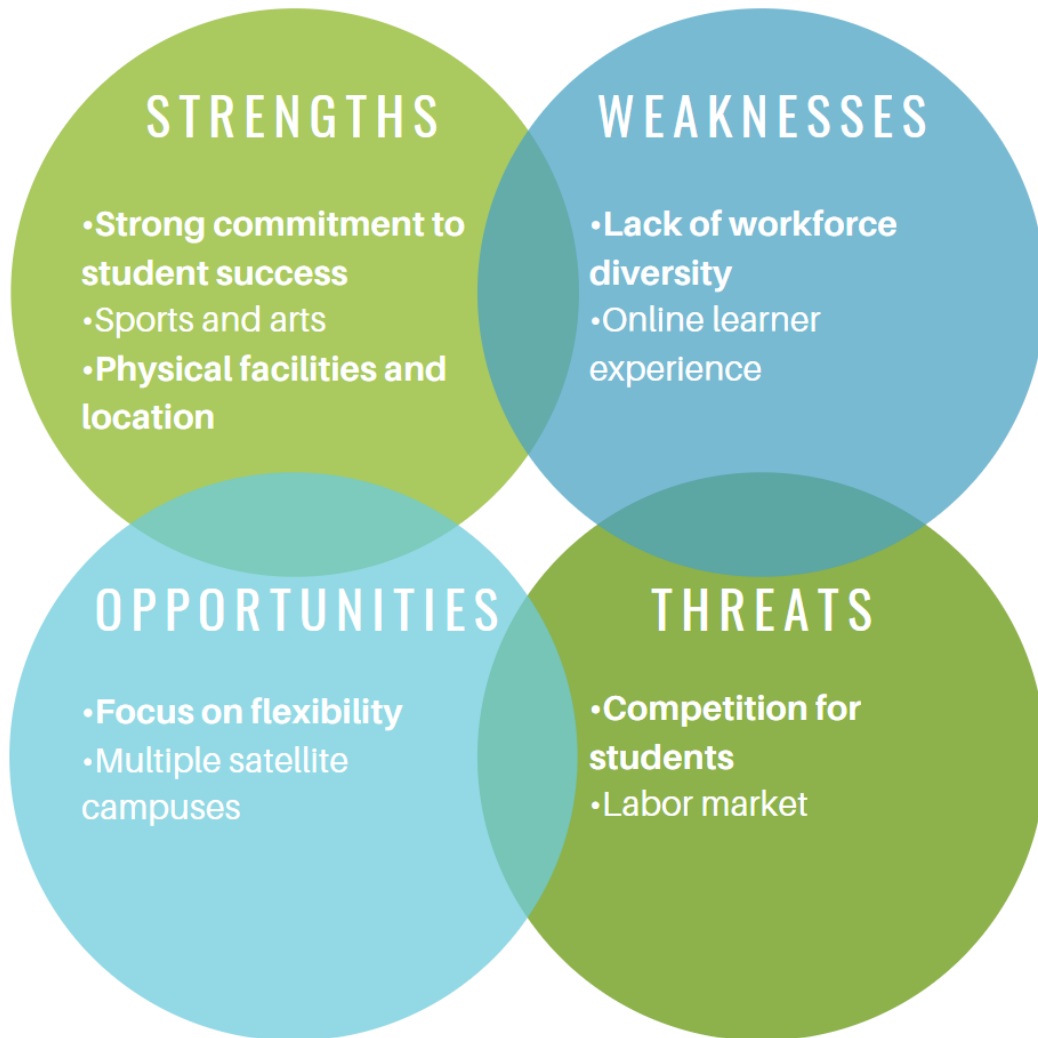 STRENGTHS
•Strong commitment to
student success
•Sports and arts
•Physical facilities and
location
WEAKNESSES
•Lack of workforce
diversity
•Online learner
experience
OPPORTUNITIES
•Focus on flexibility
•Multiple satellite
campuses
THREATS
•Competition for
students
•Labor market